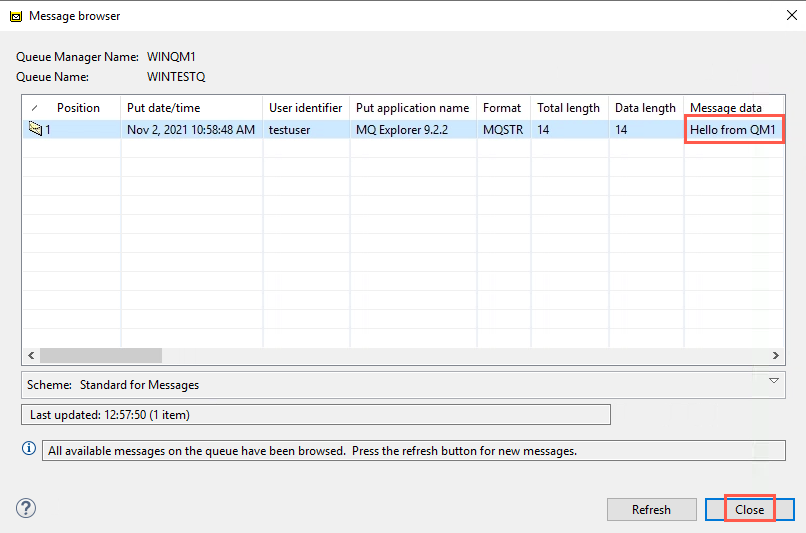 Message browser
Queue Manager Name: WINQM1
Queue Name: WINTESTQ
Position Put date/time User identifier Put application name Format Total length Data length Message data
1 Nov 2, 2021 10:58:48 AM testuser MQ Explorer 9.2.2 MQSTR 14 14 Hello from QM1
Scheme: Standard for Messages
Last updated: 12:57:50 (1 item)
All available messages on the queue have been browsed. Press the refresh button for new messages.
Refresh Close